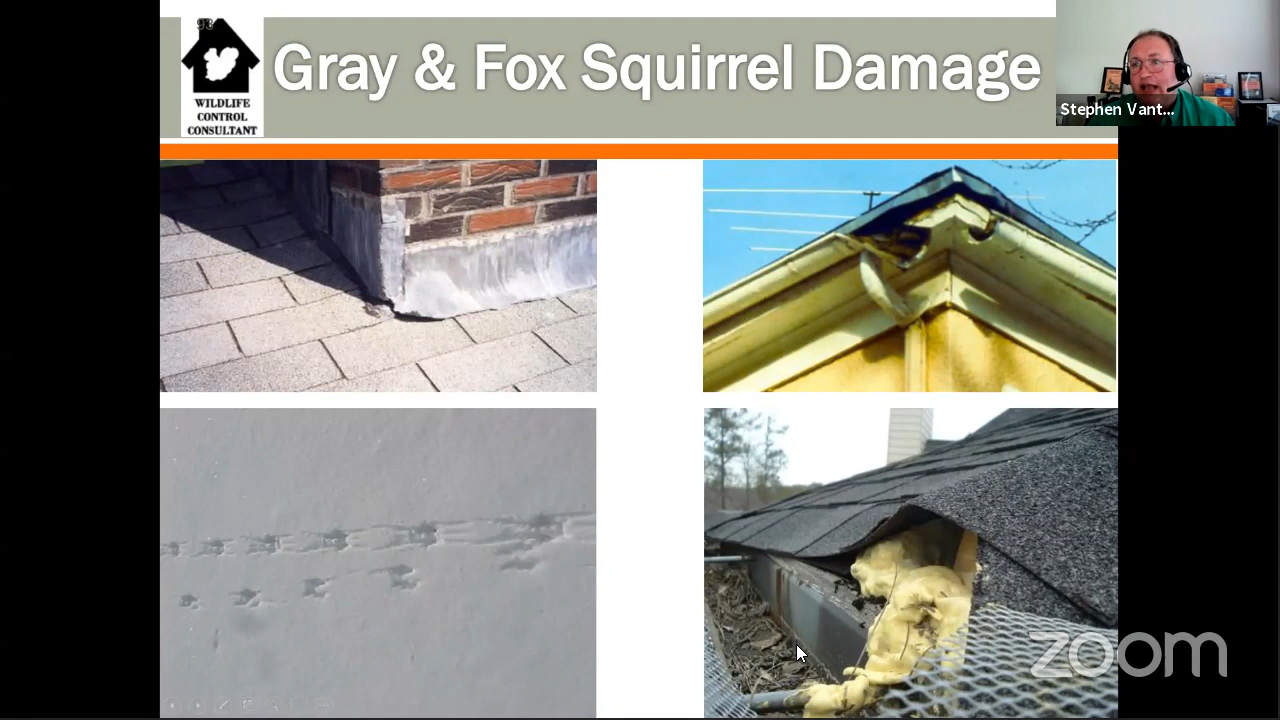 Gray & Fox Squirrel Damage
WILDLIFE
CONTROL
CONSULTANT
Stephen Vant...
zoom